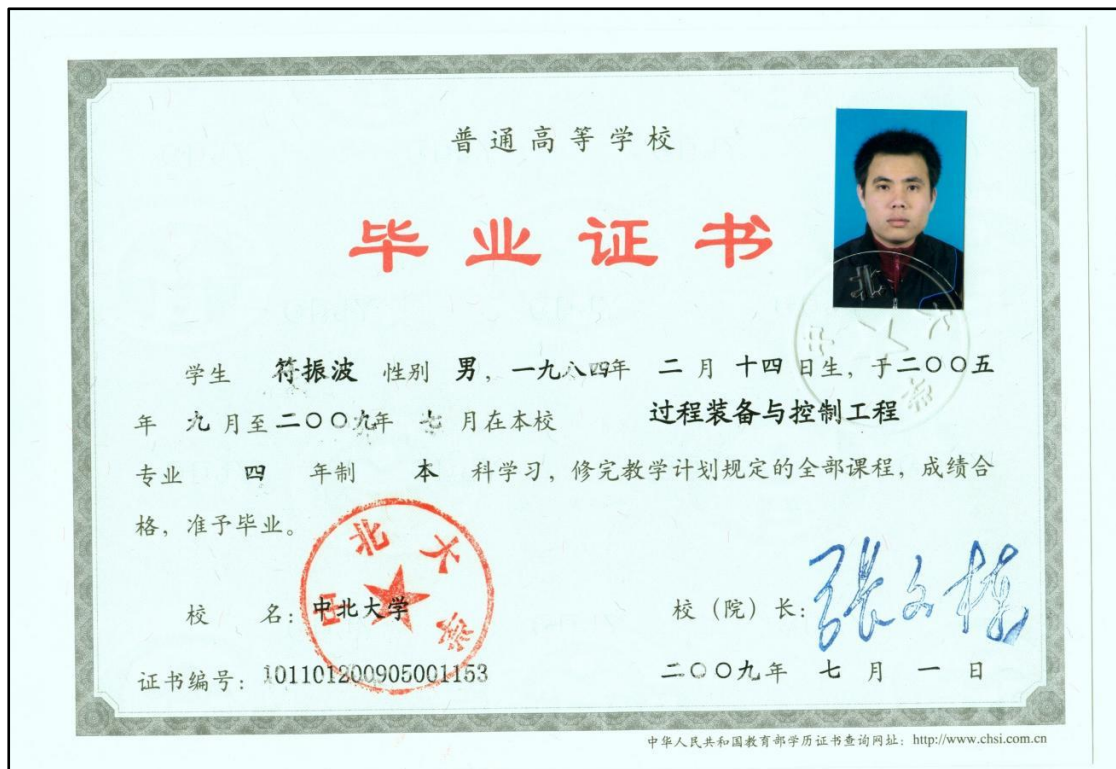 普通高等学校
毕业证书
学生 符振波 性别 男，一九八四年 二月十四日生，于二〇〇五
年 九月至二〇〇九年 七月在本校 过程装备与控制工程
专业 四 年制 本 科学习，修完教学计划规定的全部课程，成绩合
格，准予毕业。
中北大学
校 名：中北大学
校（院）长：张文栋
证书编号：101101200905001153
二〇〇九年 七月一日
中华人民共和国教育部学历证书查询网址：http://www.chsi.com.cn